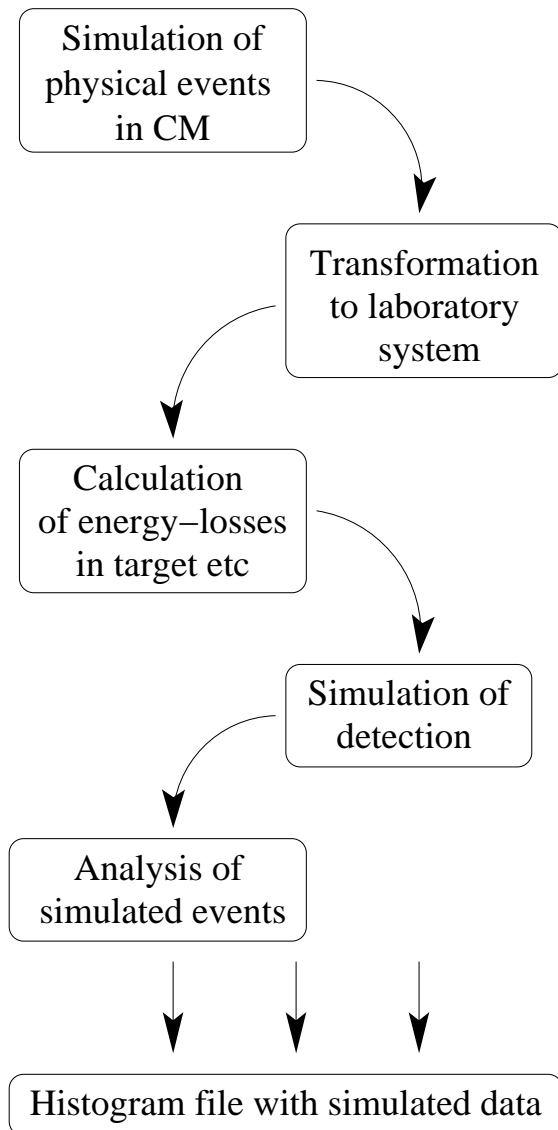 Simulation of
physical events
in CM
Transformation
to laboratory
system
Calculation
of energy−losses
in target etc
Simulation of
detection
Analysis of
simulated events
Histogram file with simulated data